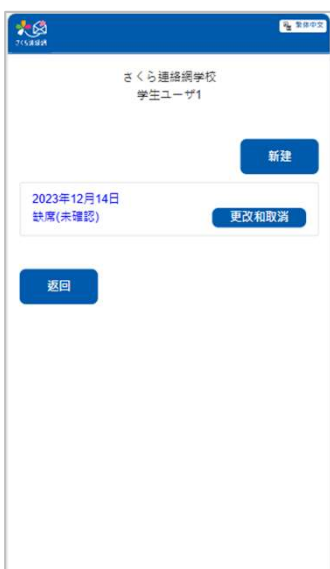 さくら連絡網
繁体中文
さくら連絡網学校
学生ユーザ1
新建
2023年12月14日
缺席(未確認)
更改和取消
返回